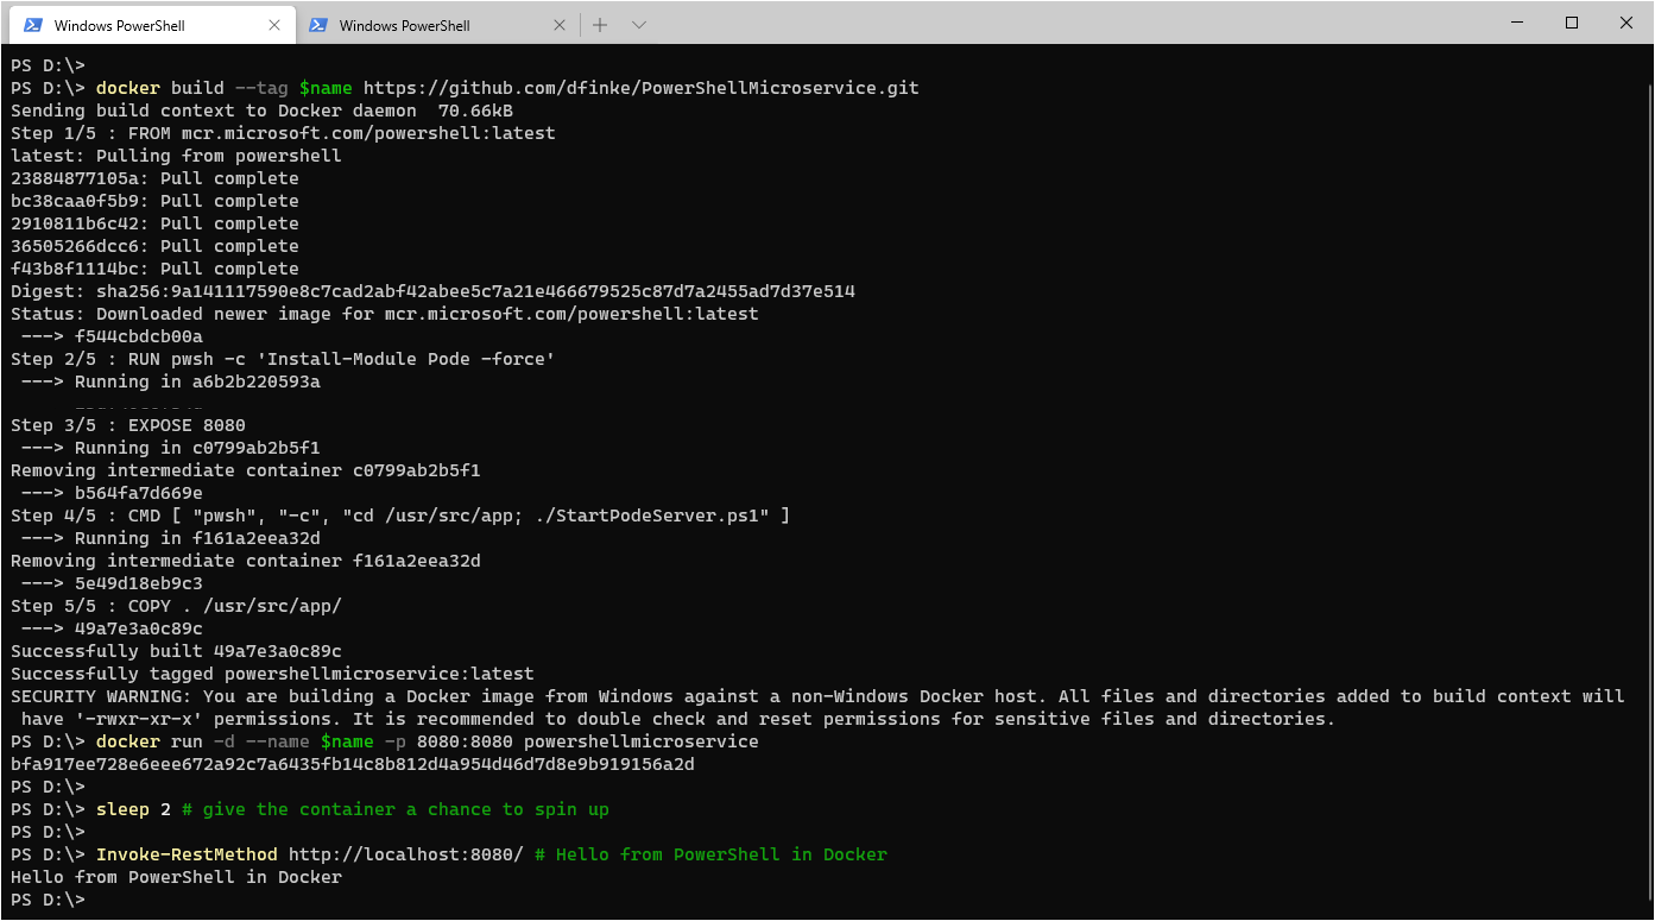 Windows PowerShell
Windows PowerShell
PS D:\>
PS D:\> docker build --tag $name https://github.com/dfinke/PowerShellMicroservice.git
Sending build context to Docker daemon  70.66kB
Step 1/5 : FROM mcr.microsoft.com/powershell:latest
latest: Pulling from powershell
23884877105a: Pull complete
bc38caa0f5b9: Pull complete
2910811b6c42: Pull complete
36505266dcc6: Pull complete
f43b8f1114bc: Pull complete
Digest: sha256:9a141117590e8c7cad2abf42abee5c7a21e466679525c87d7a2455ad7d37e514
Status: Downloaded newer image for mcr.microsoft.com/powershell:latest
 ---> f544cbdcb00a
Step 2/5 : RUN pwsh -c 'Install-Module Pode -force'
 ---> Running in a6b2b220593a
Step 3/5 : EXPOSE 8080
 ---> Running in c0799ab2b5f1
Removing intermediate container c0799ab2b5f1
 ---> b564fa7d669e
Step 4/5 : CMD [ "pwsh", "-c", "cd /usr/src/app; ./StartPodeServer.ps1" ]
 ---> Running in f161a2eea32d
Removing intermediate container f161a2eea32d
 ---> 5e49d18eb9c3
Step 5/5 : COPY . /usr/src/app/
 ---> 49a7e3a0c89c
Successfully built 49a7e3a0c89c
Successfully tagged powershellmicroservice:latest
SECURITY WARNING: You are building a Docker image from Windows against a non-Windows Docker host. All files and directories added to build context will
 have '-rwxr-xr-x' permissions. It is recommended to double check and reset permissions for sensitive files and directories.
PS D:\> docker run -d --name $name -p 8080:8080 powershellmicroservice
bfa917ee728e6eee672a92c7a6435fb14c8b812d4a954d46d7d8e9b919156a2d
PS D:\>
PS D:\> sleep 2 # give the container a chance to spin up
PS D:\>
PS D:\> Invoke-RestMethod http://localhost:8080/ # Hello from PowerShell in Docker
Hello from PowerShell in Docker
PS D:\>